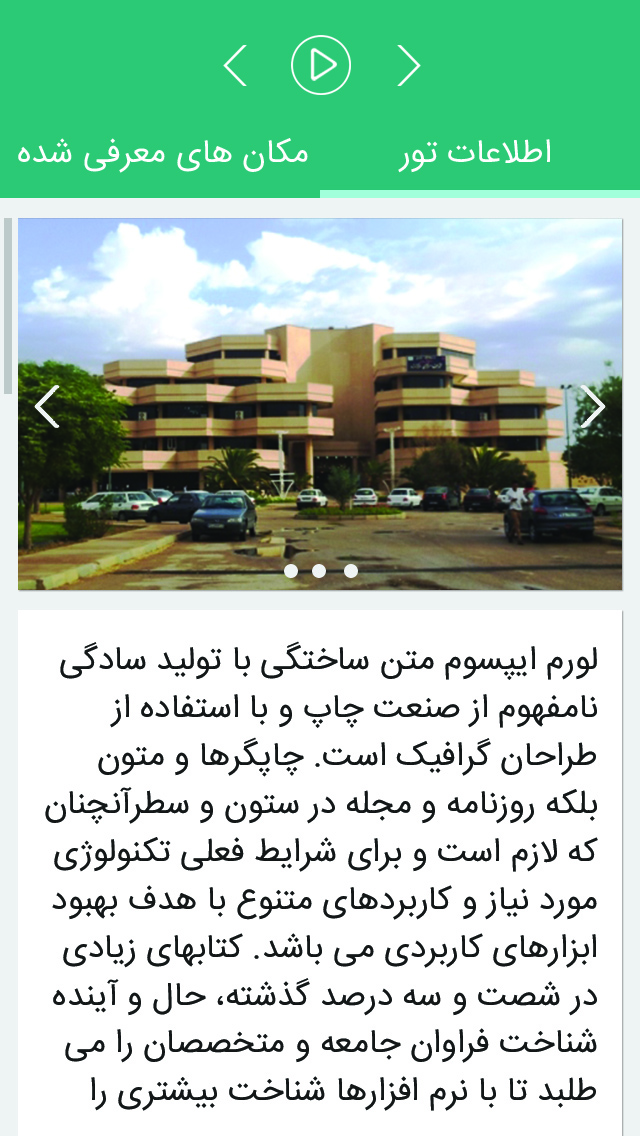 اطلاعات تور
مکان های معرفی شده
لورم ایپسوم متن ساختگی با تولید سادگی
نامفهوم از صنعت چاپ و با استفاده از
طراحان گرافیک است. چاپگرها و متون
بلکه روزنامه و مجله در ستون و سطرآنچنان
که لازم است و برای شرایط فعلی تکنولوژی
مورد نیاز و کاربردهای متنوع با هدف بهبود
ابزارهای کاربردی می باشد. کتابهای زیادی
در شصت و سه درصد گذشته، حال و آینده
شناخت فراوان جامعه و متخصصان را می
طلبد تا با نرم افزارها شناخت بیشتری را